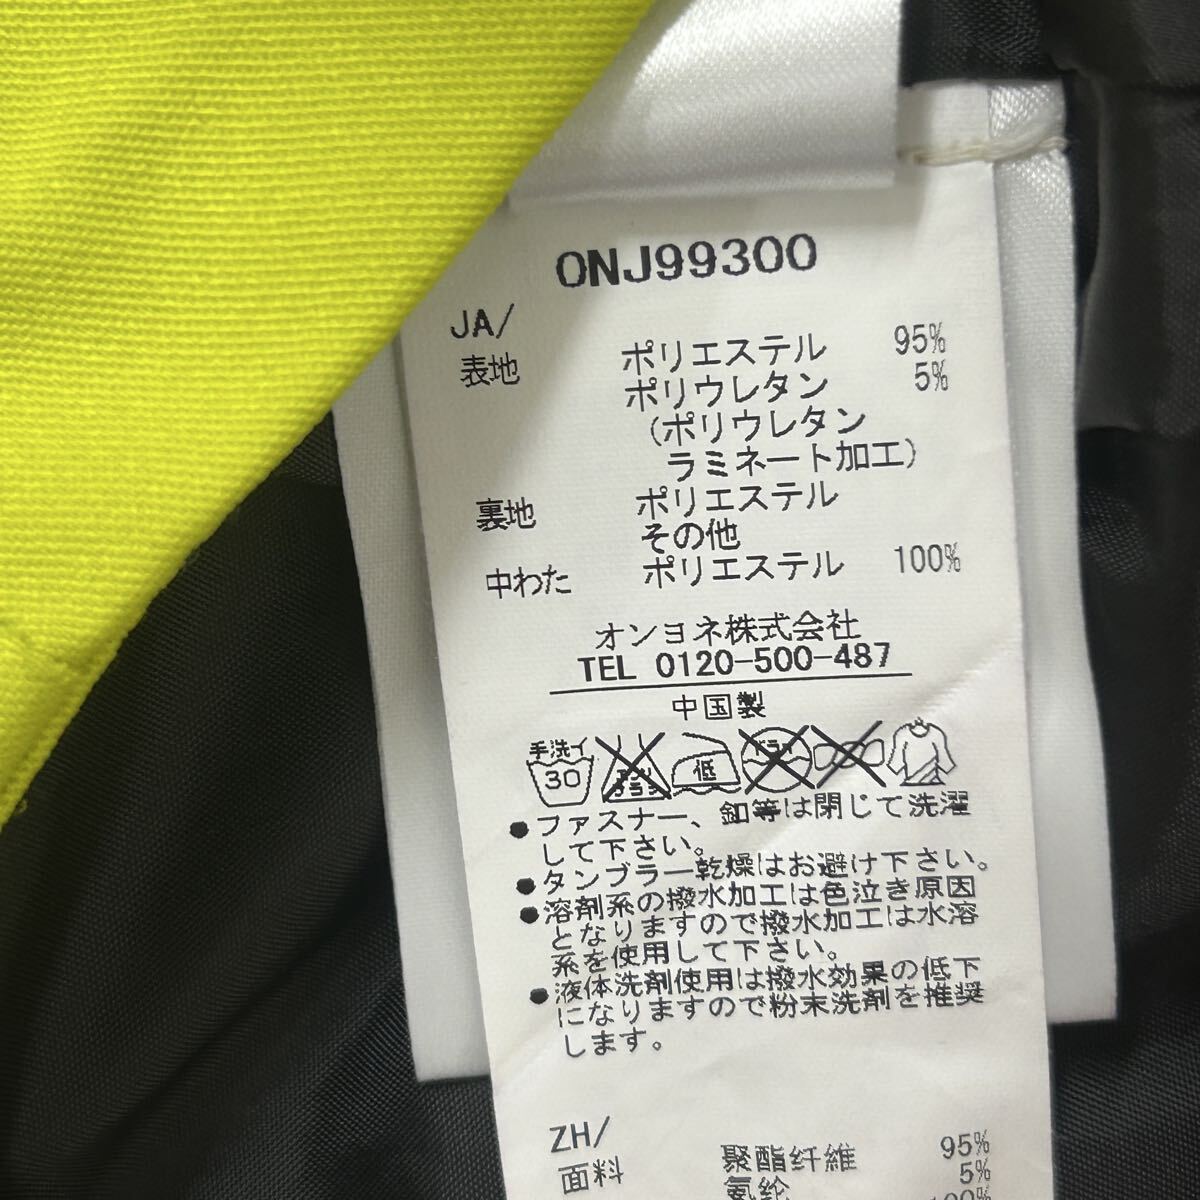 ONJ99300
JA/
表地 ポリエステル 95%
ポリウレタン 5%
(ポリウレタン
ラミネート加工)
裏地 ポリエステル
その他
中わた ポリエステル 100%
オンヨネ株式会社
TEL 0120-500-487
中国製
手洗イ 30 エンソ サラシ 低 ドライ
●ファスナー、釦等は閉じて洗濯
して下さい。
●タンブラー乾燥はお避け下さい。
●溶剤系の撥水加工は色泣き原因
となりますので撥水加工は水溶
系を使用して下さい。
●液体洗剤使用は撥水効果の低下
になりますので粉末洗剤を推奨
します。
ZH/
面料 聚酯纤维 95%
氨纶 5%
100%